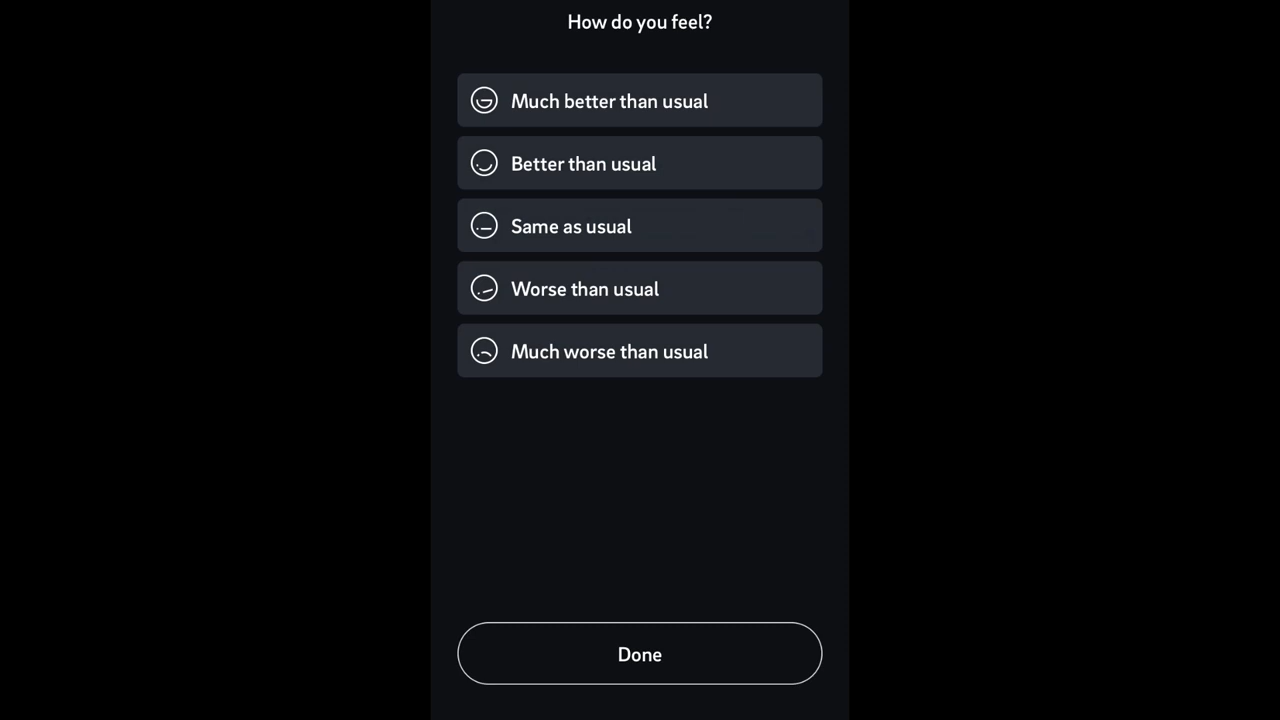 How do you feel?
Much better than usual
Better than usual
Same as usual
Worse than usual
Much worse than usual
Done